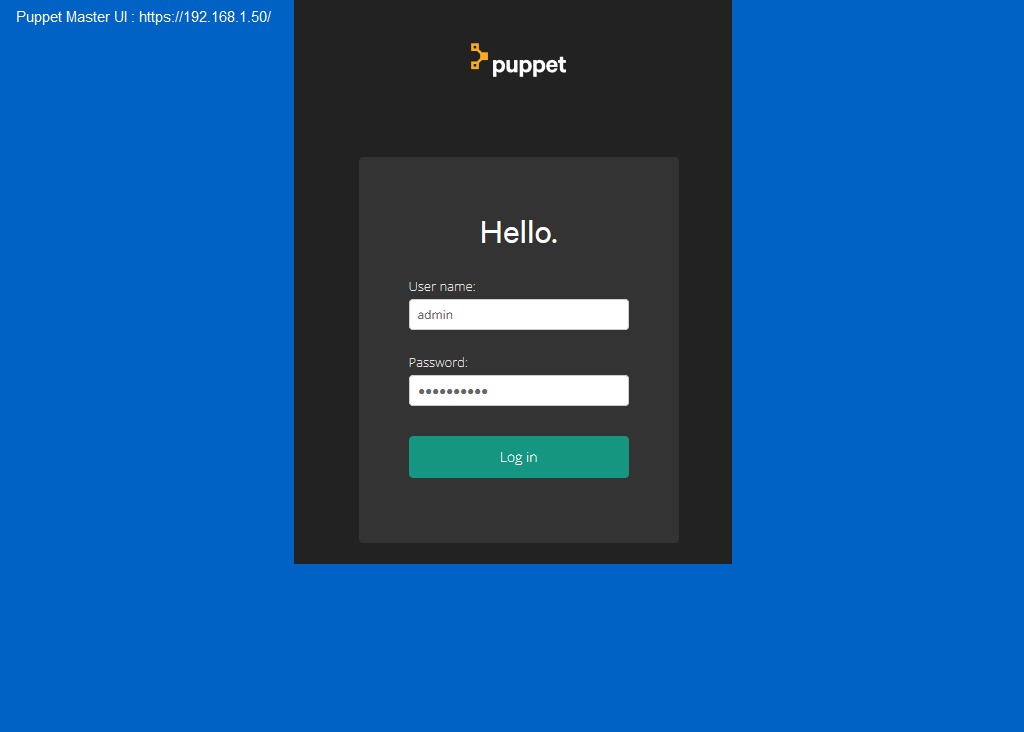 Puppet Master UI : https://192.168.1.50/
puppet
Hello.
User name:
admin
Password:
••••••••••
Log in